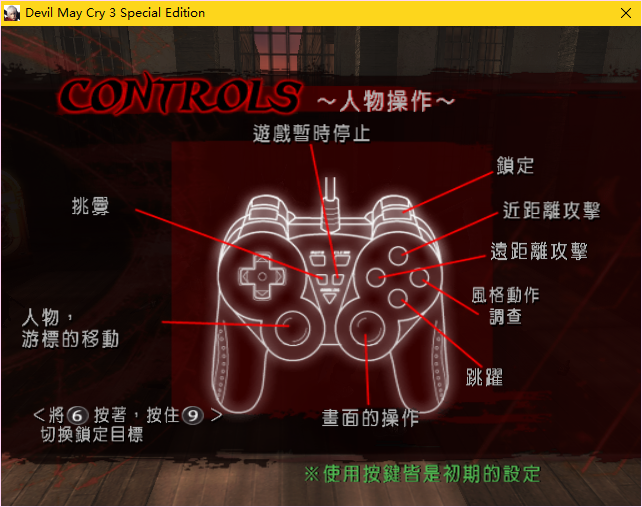 Devil May Cry 3 Special Edition
CONTROLS ～人物操作～
遊戲暫時停止
鎖定
挑釁
近距離攻擊
遠距離攻擊
風格動作
調查
人物，
游標的移動
跳躍
<將6按著，按住9>
切換鎖定目標
畫面的操作
※使用按鍵皆是初期的設定